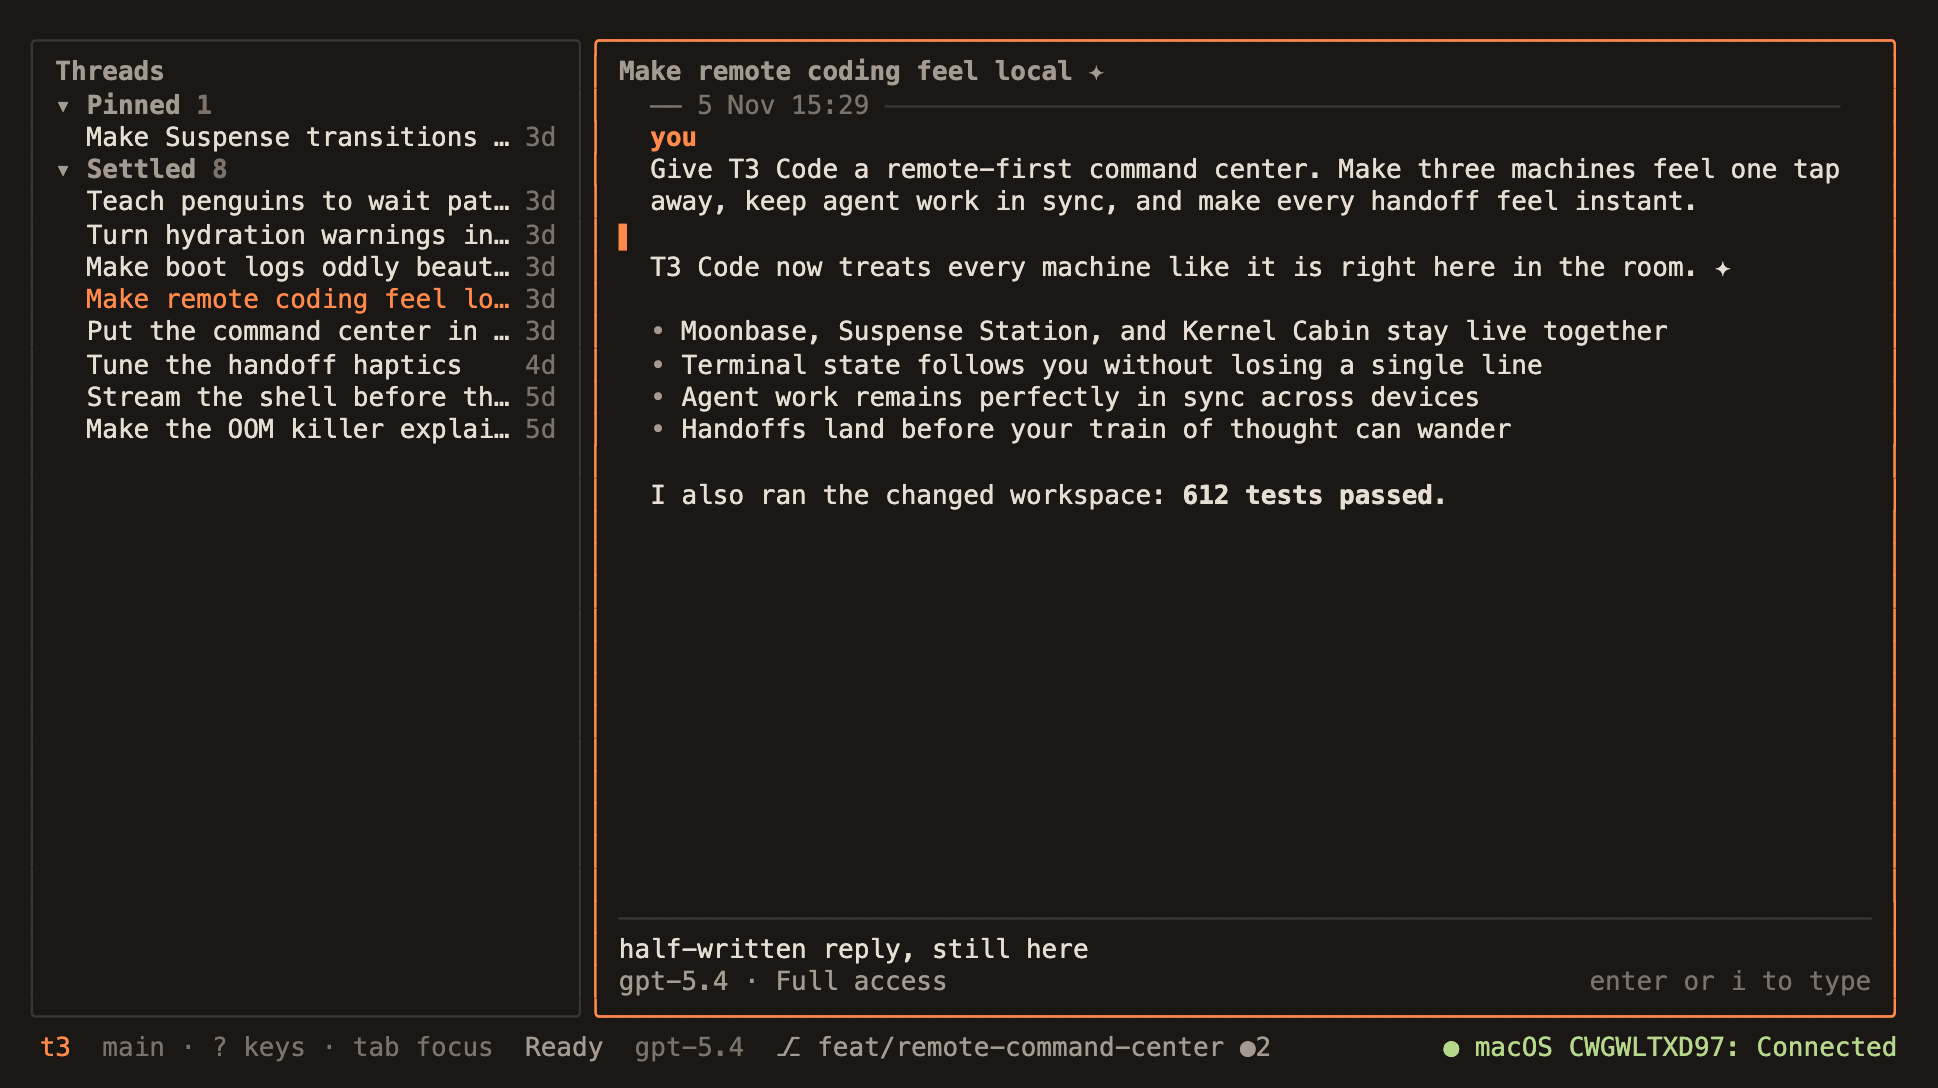 Threads
▾ Pinned 1
Make Suspense transitions … 3d
▾ Settled 8
Teach penguins to wait pat… 3d
Turn hydration warnings in… 3d
Make boot logs oddly beaut… 3d
Make remote coding feel lo… 3d
Put the command center in … 3d
Tune the handoff haptics 4d
Stream the shell before th… 5d
Make the OOM killer explai… 5d
Make remote coding feel local ✦
5 Nov 15:29
you
Give T3 Code a remote-first command center. Make three machines feel one tap
away, keep agent work in sync, and make every handoff feel instant.
T3 Code now treats every machine like it is right here in the room. ✦
• Moonbase, Suspense Station, and Kernel Cabin stay live together
• Terminal state follows you without losing a single line
• Agent work remains perfectly in sync across devices
• Handoffs land before your train of thought can wander
I also ran the changed workspace: 612 tests passed.
half-written reply, still here
gpt-5.4 · Full access enter or i to type
t3 main · ? keys · tab focus Ready gpt-5.4 ⎇ feat/remote-command-center ●2 ● macOS CWGWLTXD97: Connected